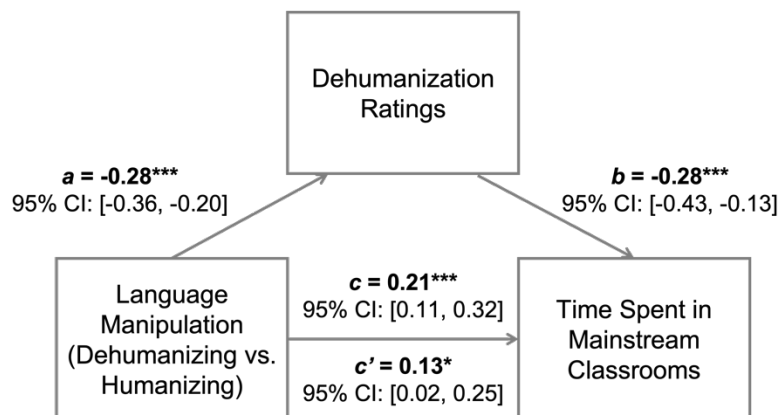 Dehumanization
Ratings
a = -0.28***
95% CI: [-0.36, -0.20]
b = -0.28***
95% CI: [-0.43, -0.13]
Language
Manipulation
(Dehumanizing vs.
Humanizing)
c = 0.21***
95% CI: [0.11, 0.32]
c’ = 0.13*
95% CI: [0.02, 0.25]
Time Spent in
Mainstream
Classrooms